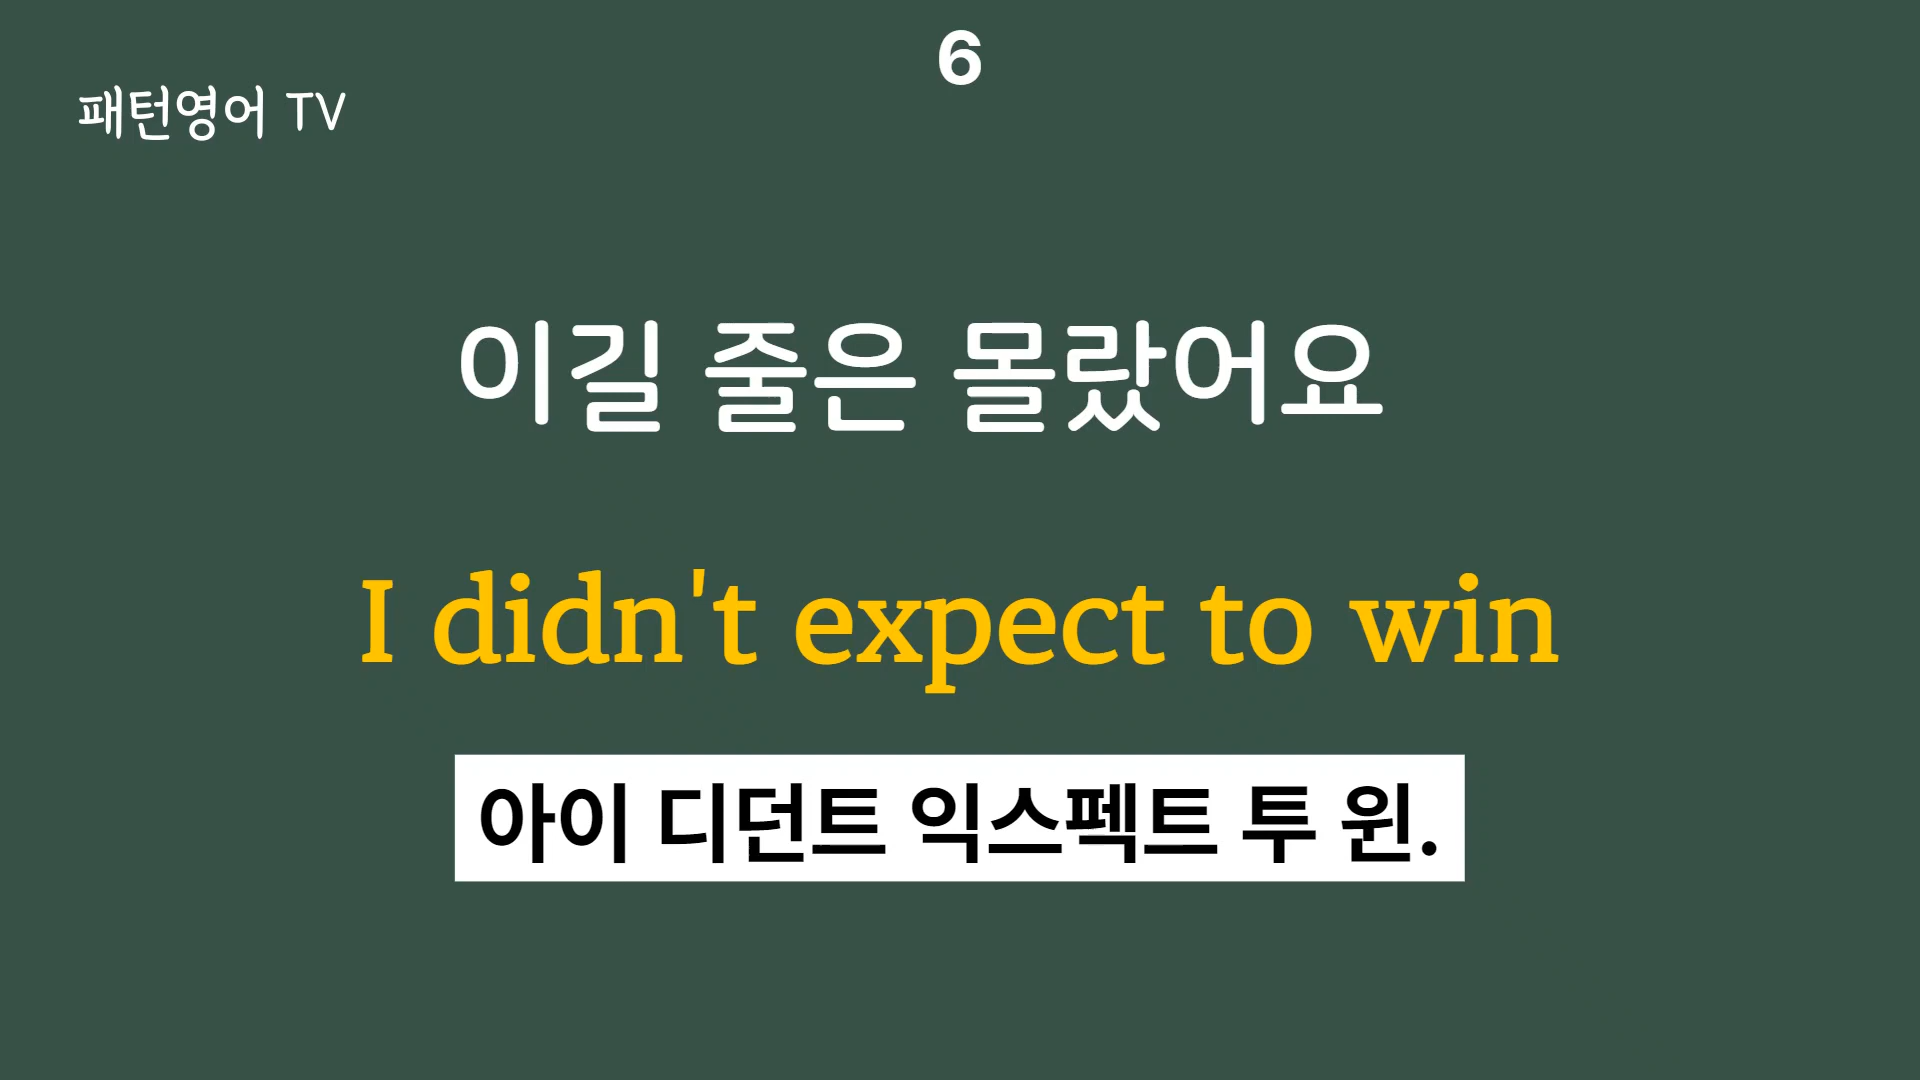 6
패턴영어 TV
이길 줄은 몰랐어요
I didn't expect to win
아이 디던트 익스펙트 투 윈.